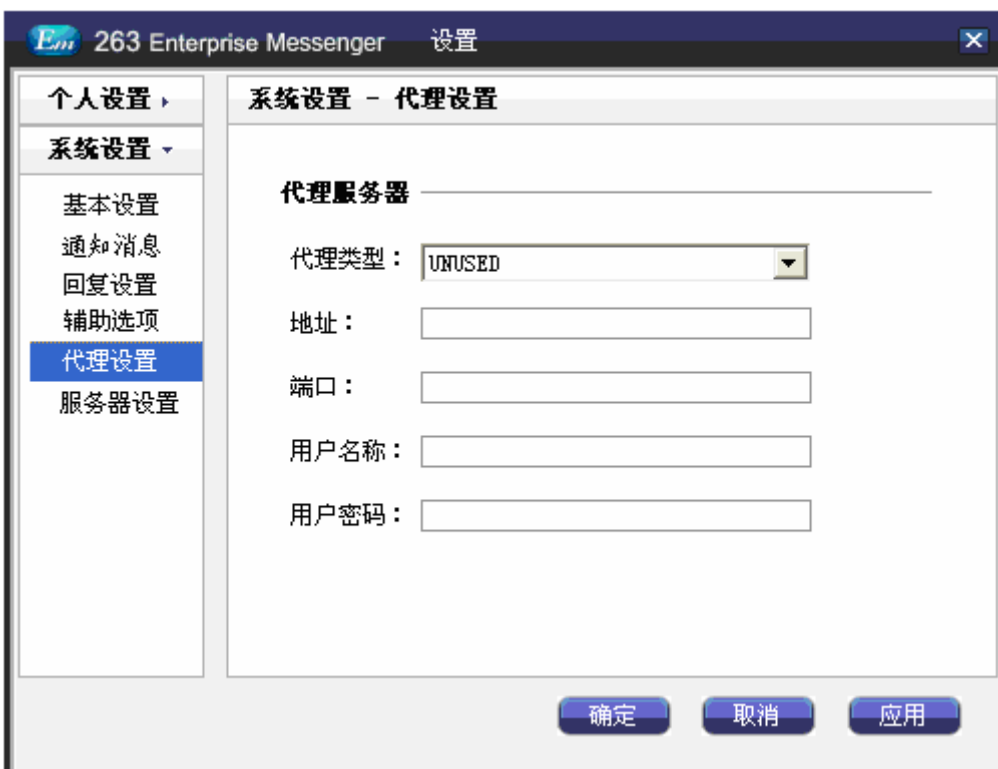 Em 263 Enterprise Messenger 设置
个人设置
系统设置
基本设置
通知消息
回复设置
辅助选项
代理设置
服务器设置
系统设置 - 代理设置
代理服务器
代理类型： UNUSED
地址：
端口：
用户名称：
用户密码：
确定 取消 应用